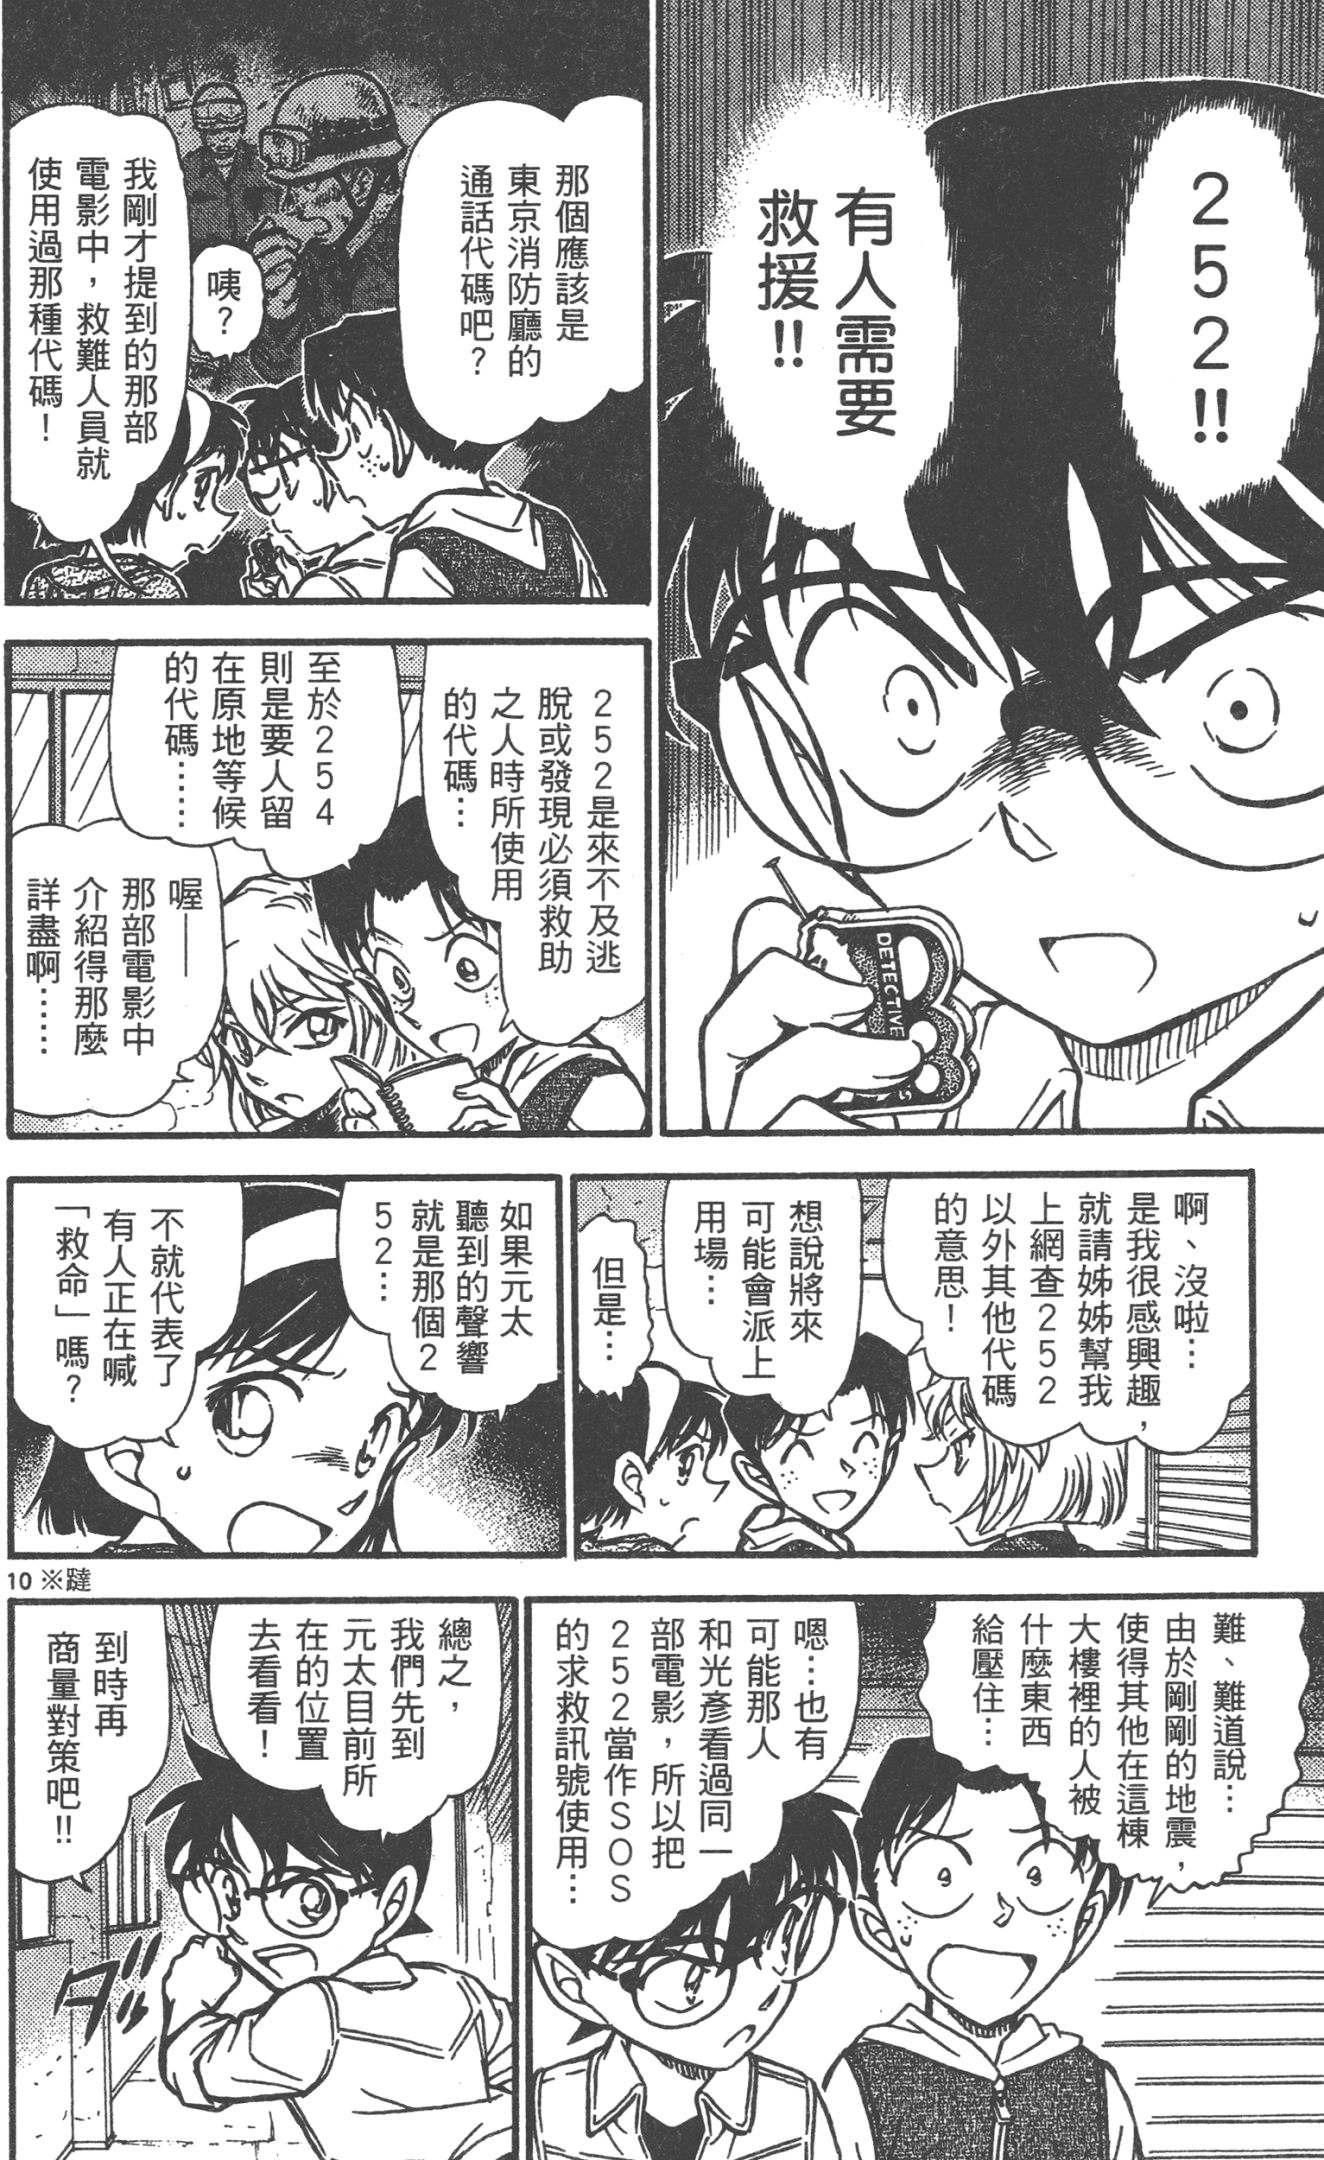 252!!
有人需要
救援!!
DETECTIVE
那個應該是
東京消防廳的
通話代碼吧?
咦?
我剛才提到的那部
電影中,救難人員就
使用過那種代碼!
252是來不及逃
脫或發現必須救助
之人時所使用
的代碼…
至於254
則是要人留
在原地等候
的代碼……
喔——
那部電影中
介紹得那麼
詳盡啊……
啊、沒啦…
是我很感興趣,
就請姊姊幫我
上網查252
以外其他代碼
的意思!
想說將來
可能會派上
用場…
但是…
如果元太
聽到的聲響
就是那個2
52…
不就代表了
有人正在喊
「救命」嗎?
10 ※躂
難、難道說…
由於剛剛的地震,
使得其他在這棟
大樓裡的人被
什麼東西
給壓住…
嗯…也有
可能那人
和光彥看過同一
部電影,所以把
252當作SOS
的求救訊號使用…
總之,
我們先到
元太目前所
在的位置
去看看!
到時再
商量對策吧!!
ダッ